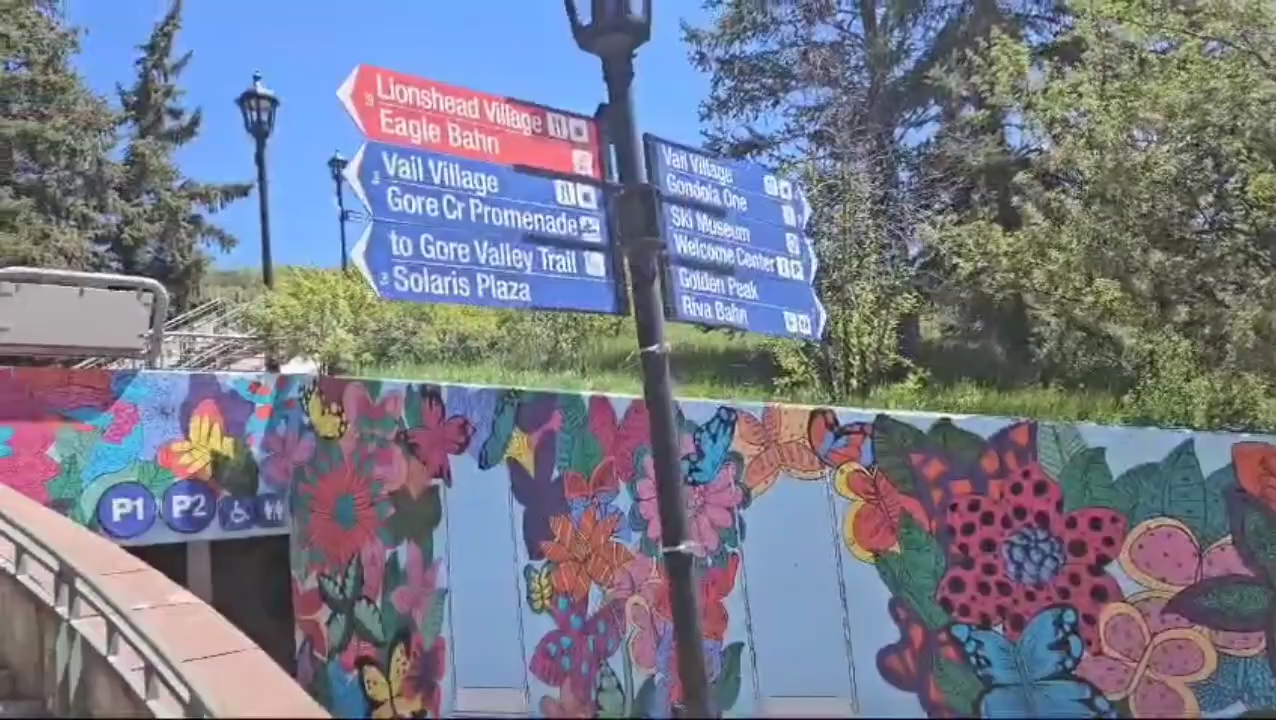 Lionshead Village
Eagle Bahn
Vail Village
Gore Cr Promenade
to Gore Valley Trail
Solaris Plaza
Vail Village
Gondola One
Ski Museum
Welcome Center
Golden Peak
Riva Bahn
P1 P2